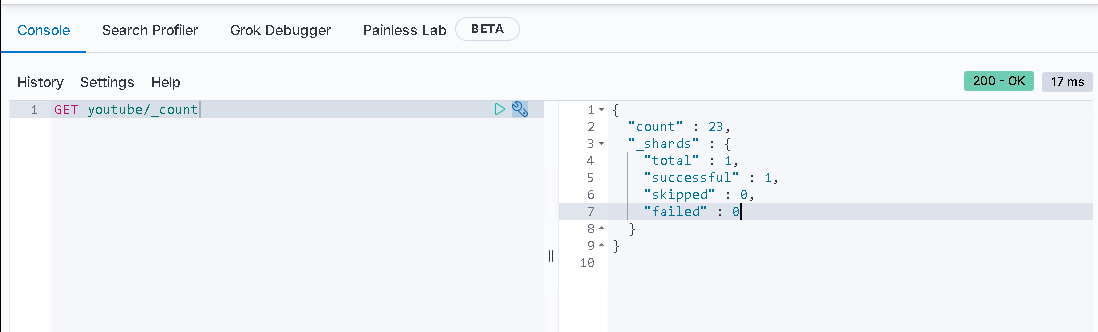 Console Search Profiler Grok Debugger Painless Lab BETA
History Settings Help 200 - OK 17 ms
1 GET youtube/_count
1 {
2 "count" : 23,
3 "_shards" : {
4 "total" : 1,
5 "successful" : 1,
6 "skipped" : 0,
7 "failed" : 0
8 }
9 }
10